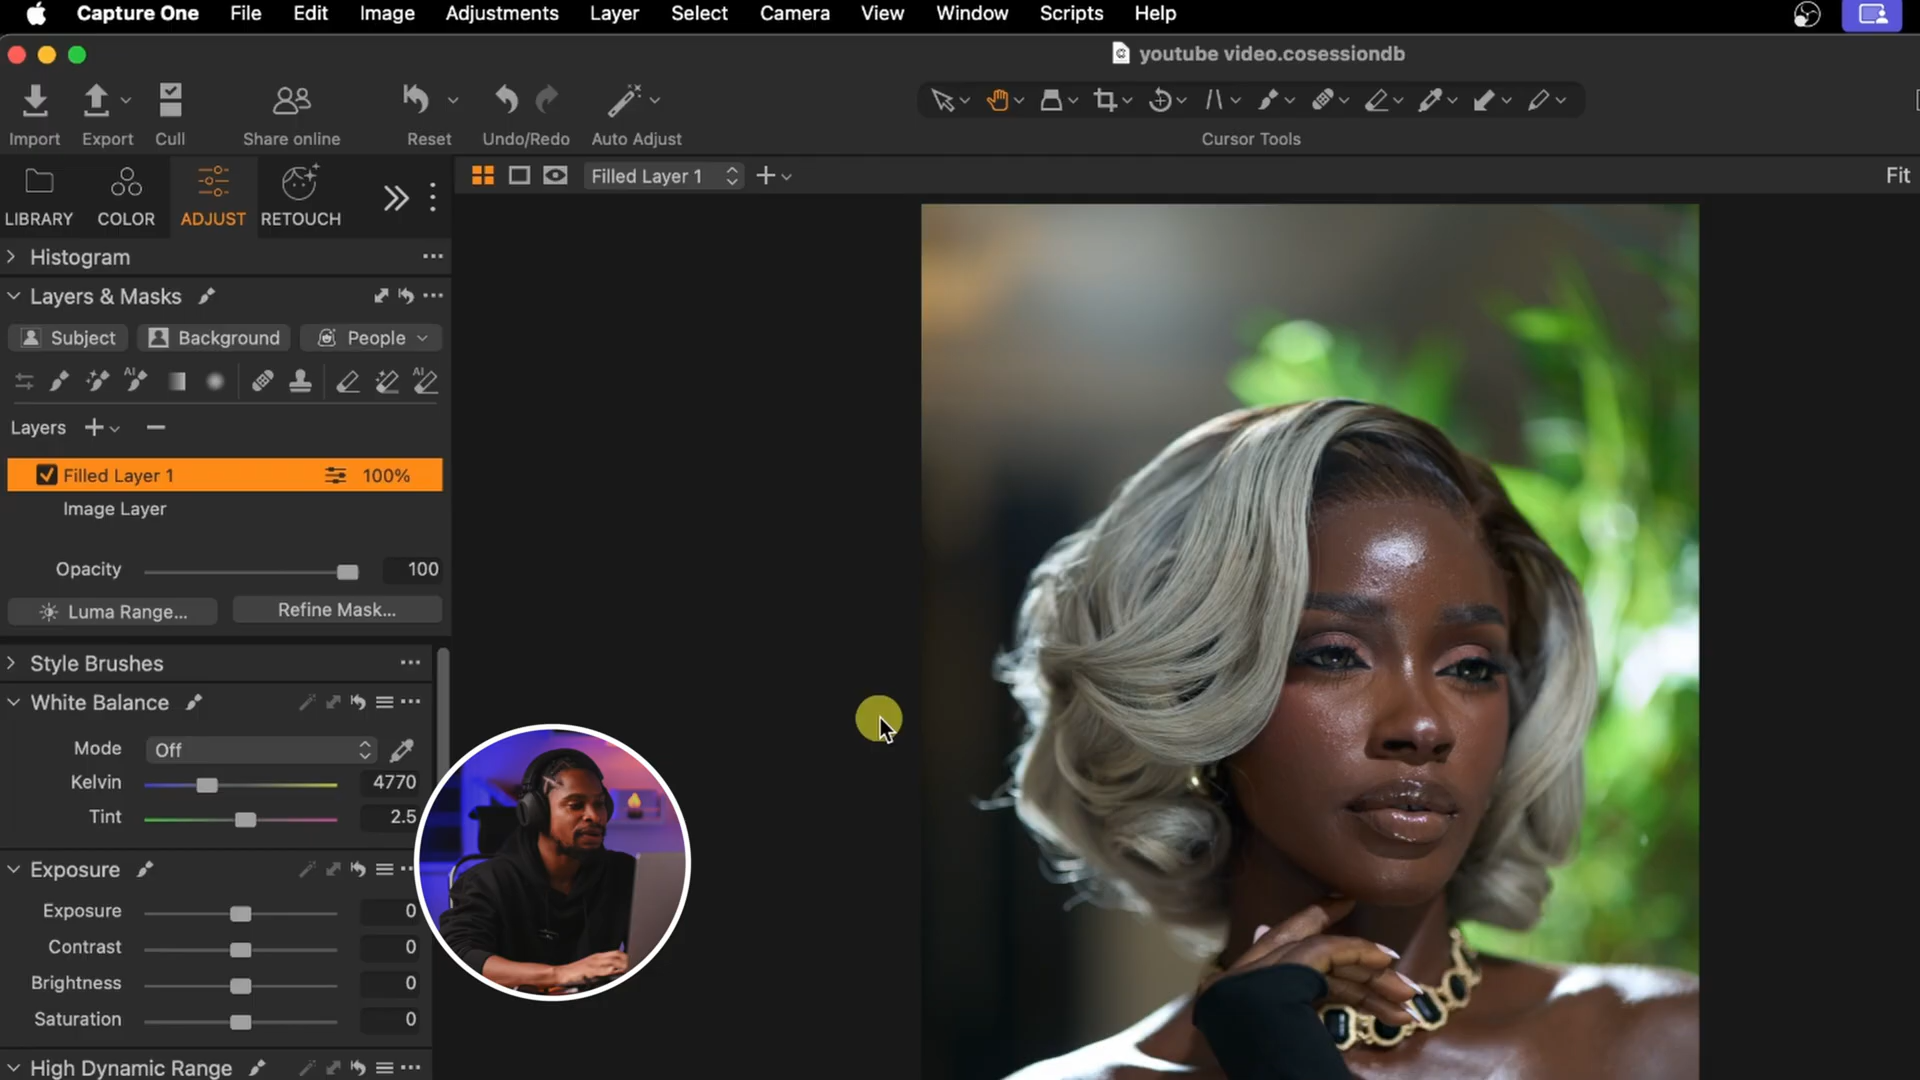 Capture One File Edit Image Adjustments Layer Select Camera View Window Scripts Help
youtube video.cosessiondb
Import Export Cull Share online Reset Undo/Redo Auto Adjust Cursor Tools
LIBRARY COLOR ADJUST RETOUCH
Filled Layer 1
Fit
Histogram
Layers & Masks
Subject Background People
AI AI
Layers
Filled Layer 1 100%
Image Layer
Opacity 100
Luma Range... Refine Mask...
Style Brushes
White Balance
Mode Off
Kelvin 4770
Tint 2.5
Exposure
Exposure 0
Contrast 0
Brightness 0
Saturation 0
High Dynamic Range